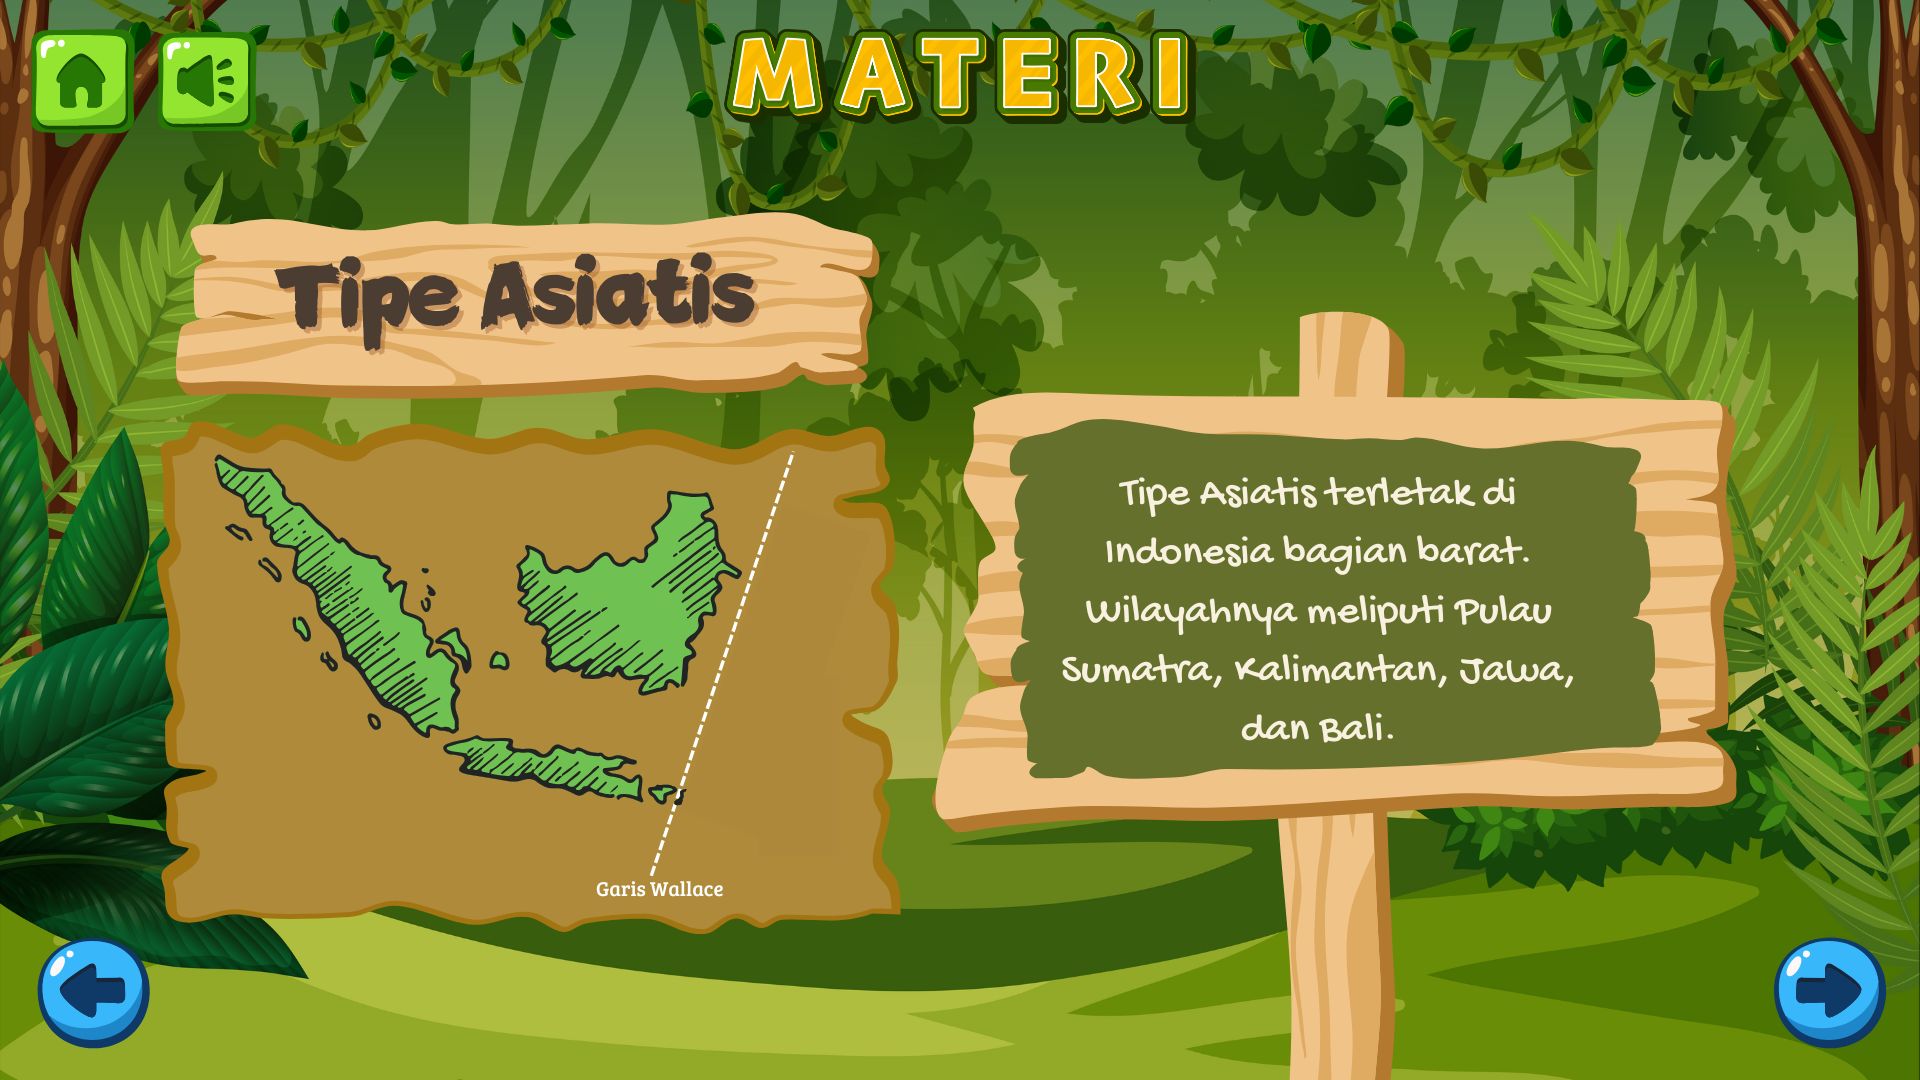 MATERI
Tipe Asiatis
Garis Wallace
Tipe Asiatis terletak di
Indonesia bagian barat.
Wilayahnya meliputi Pulau
Sumatra, Kalimantan, Jawa,
dan Bali.